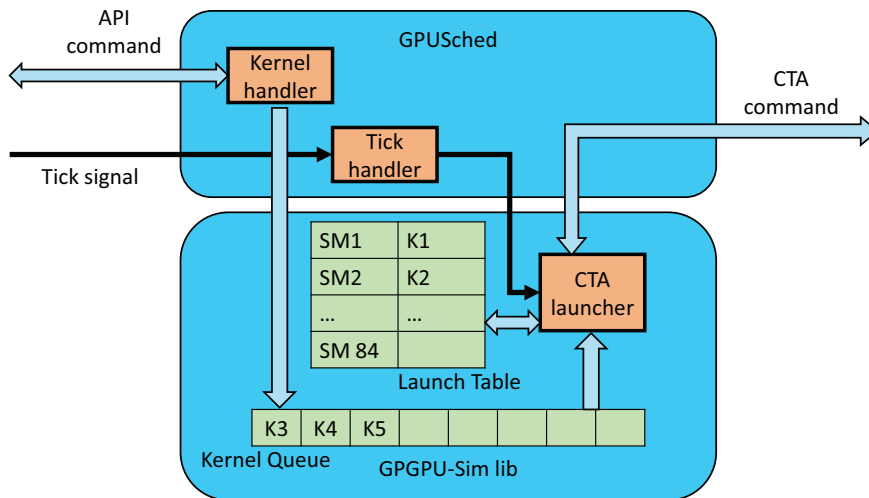 API
command
GPUSched
Kernel
handler
CTA
command
Tick
handler
Tick signal
SM1 K1
SM2 K2
... ...
SM 84
CTA
launcher
Launch Table
K3 K4 K5
Kernel Queue
GPGPU-Sim lib